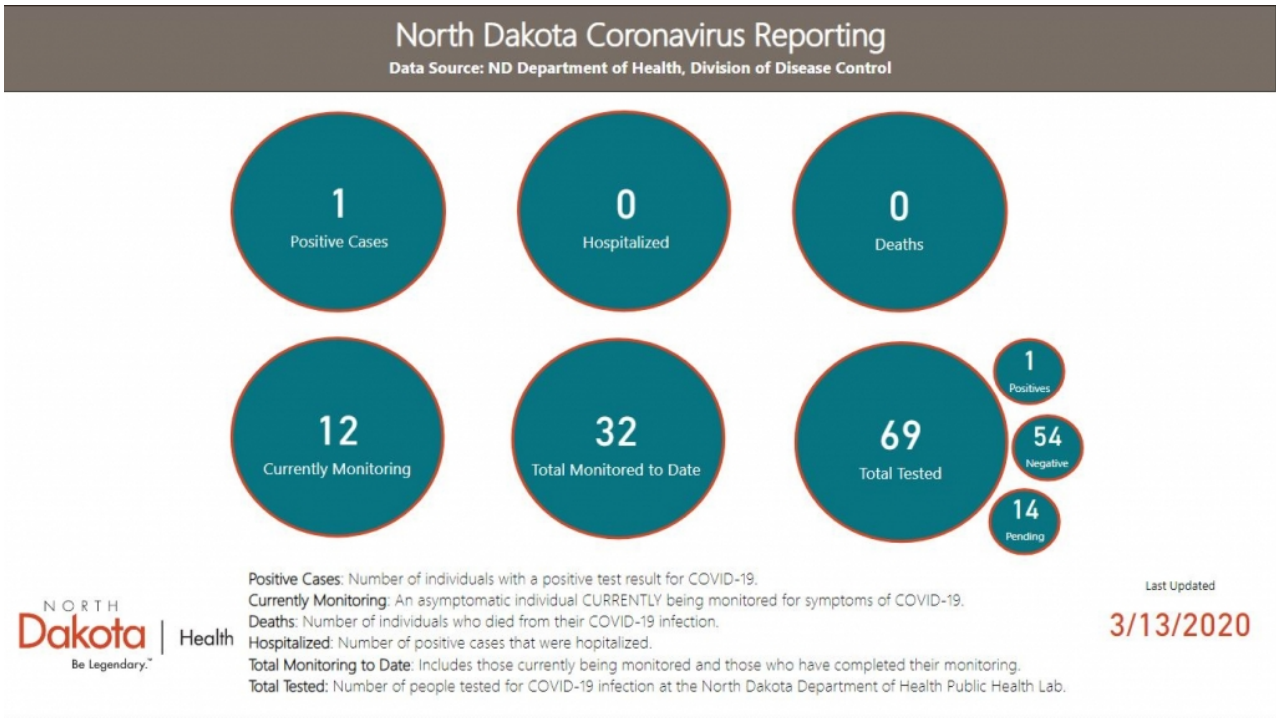 North Dakota Coronavirus Reporting
Data Source: ND Department of Health, Division of Disease Control
1
Positive Cases
0
Hospitalized
0
Deaths
12
Currently Monitoring
32
Total Monitored to Date
69
Total Tested
1
Positives
54
Negative
14
Pending
Positive Cases: Number of individuals with a positive test result for COVID-19.
Currently Monitoring: An asymptomatic individual CURRENTLY being monitored for symptoms of COVID-19.
Deaths: Number of individuals who died from their COVID-19 infection.
Hospitalized: Number of positive cases that were hopitalized.
Total Monitoring to Date: Includes those currently being monitored and those who have completed their monitoring.
Total Tested: Number of people tested for COVID-19 infection at the North Dakota Department of Health Public Health Lab.
NORTH
Dakota | Health
Be Legendary.™
Last Updated
3/13/2020